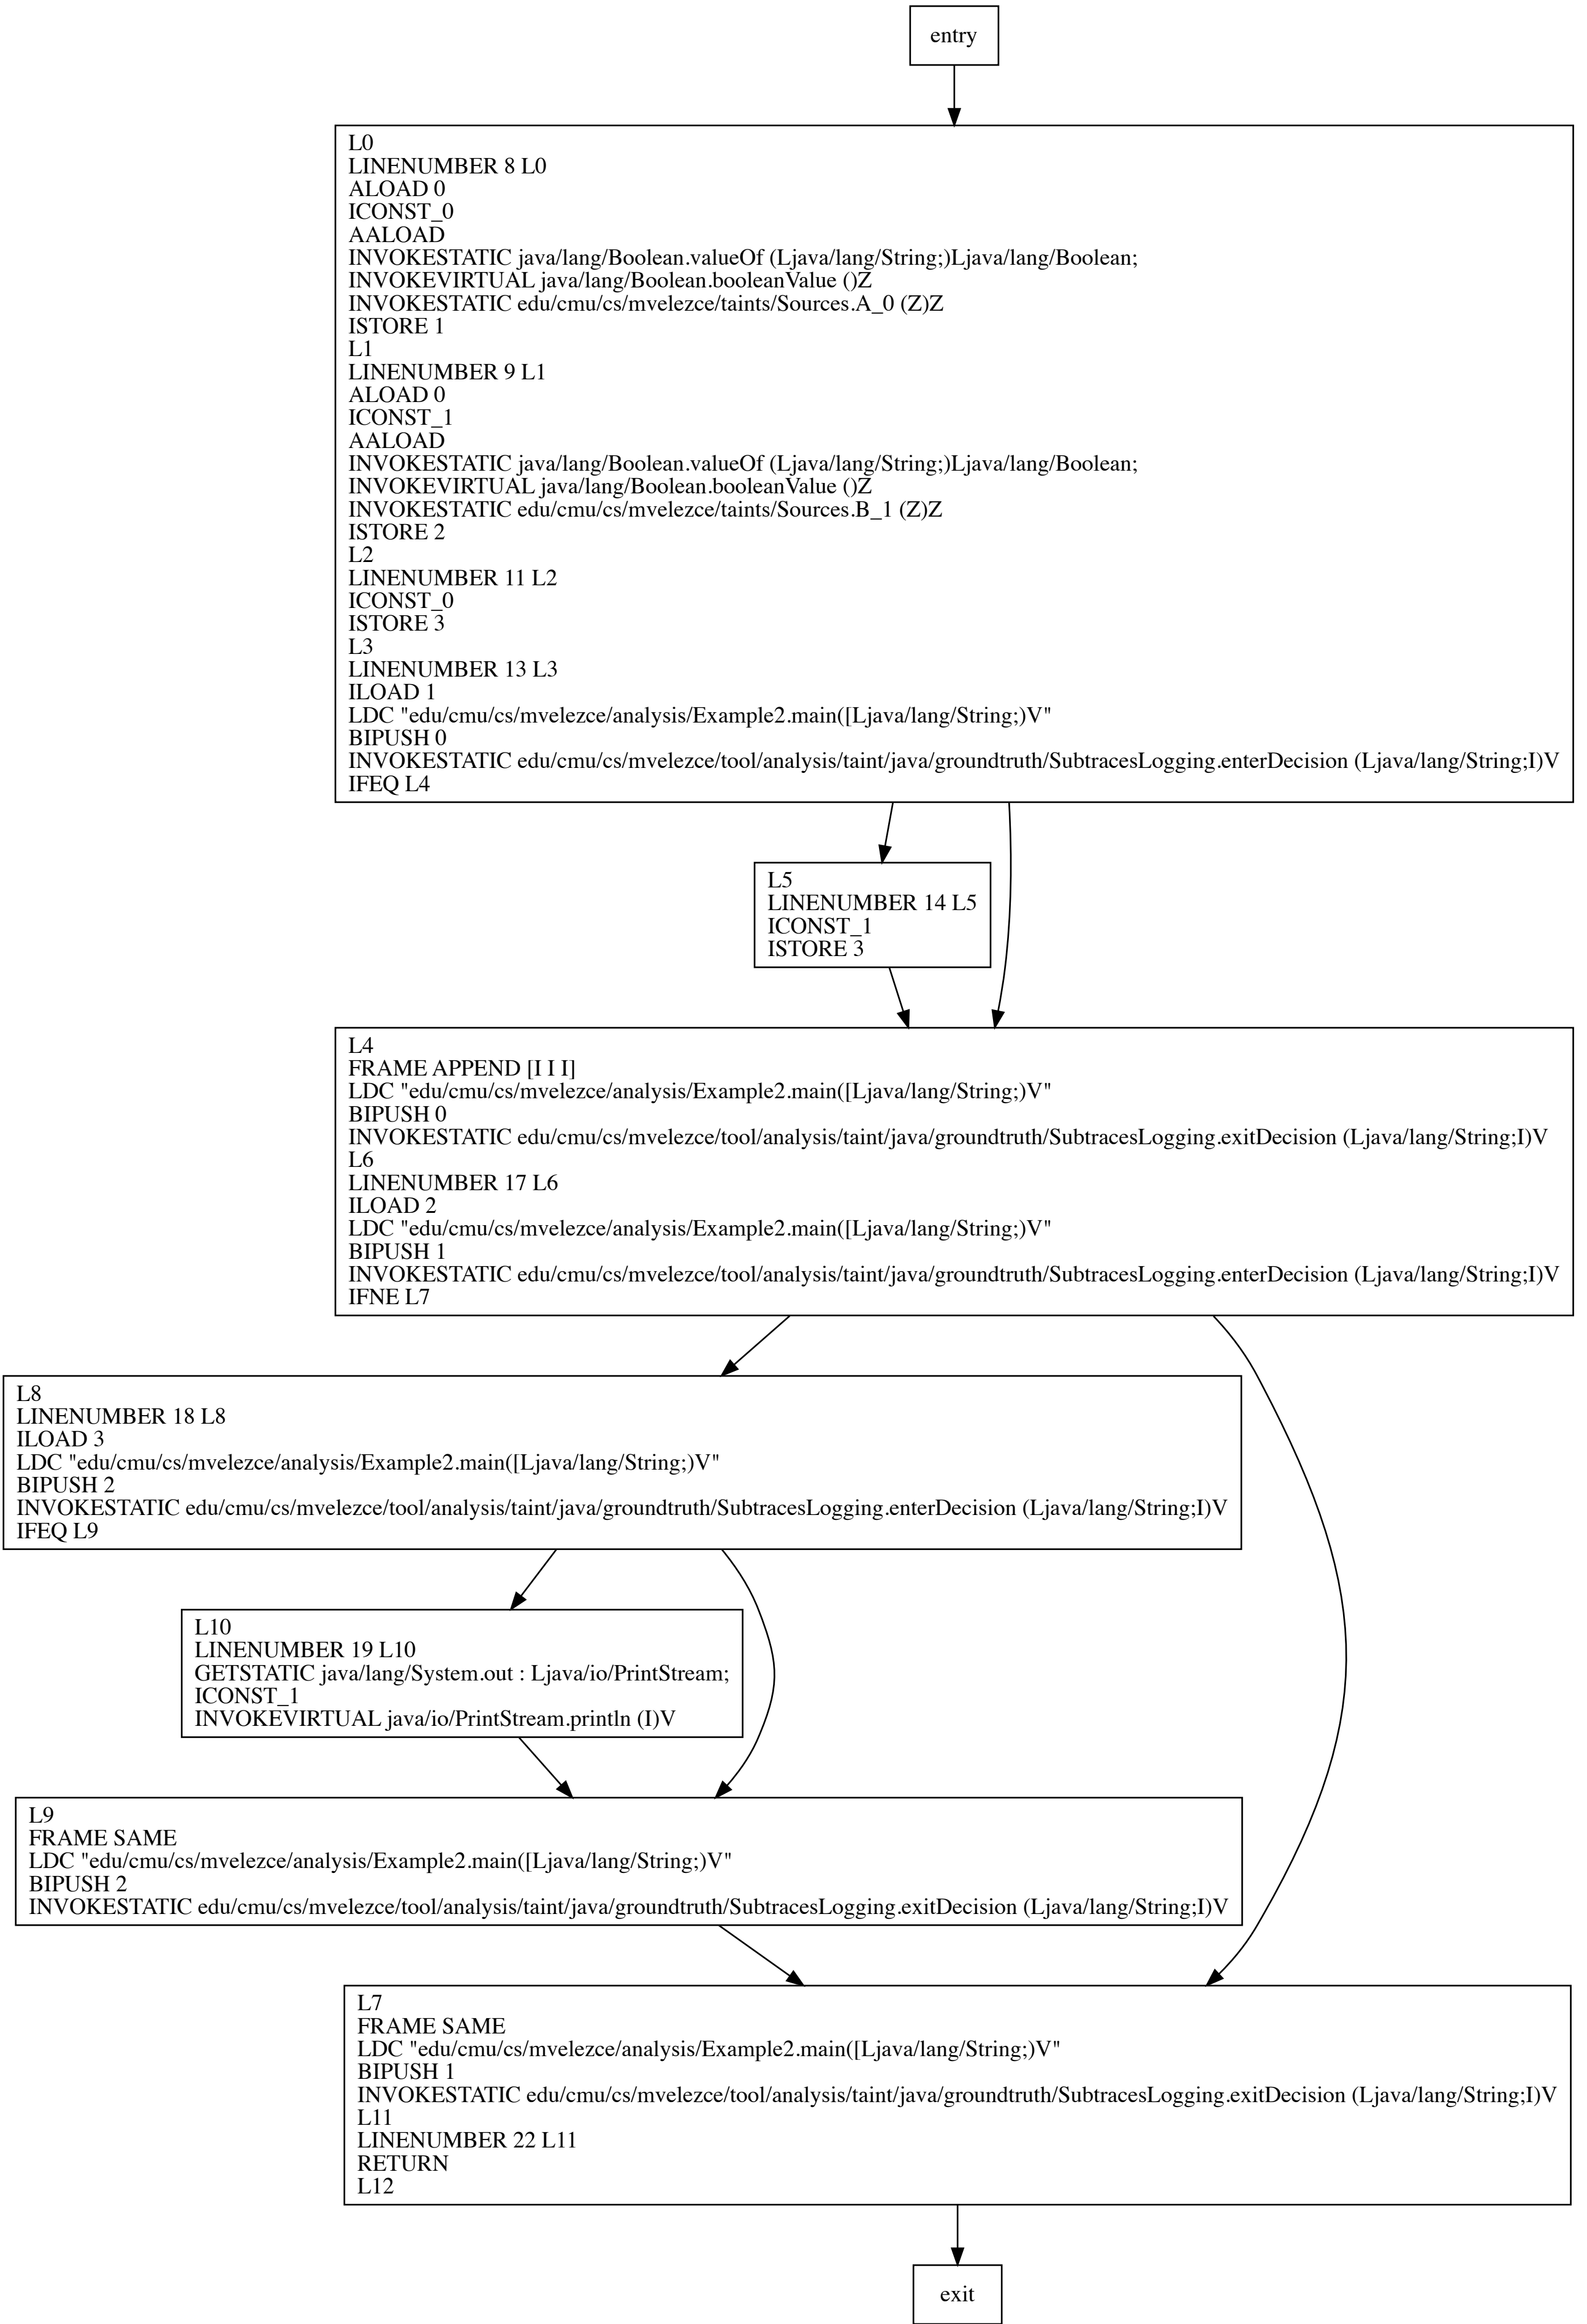 entry
L0
LINENUMBER 8 L0
ALOAD 0
ICONST_0
AALOAD
INVOKESTATIC java/lang/Boolean.valueOf (Ljava/lang/String;)Ljava/lang/Boolean;
INVOKEVIRTUAL java/lang/Boolean.booleanValue ()Z
INVOKESTATIC edu/cmu/cs/mvelezce/taints/Sources.A_0 (Z)Z
ISTORE 1
L1
LINENUMBER 9 L1
ALOAD 0
ICONST_1
AALOAD
INVOKESTATIC java/lang/Boolean.valueOf (Ljava/lang/String;)Ljava/lang/Boolean;
INVOKEVIRTUAL java/lang/Boolean.booleanValue ()Z
INVOKESTATIC edu/cmu/cs/mvelezce/taints/Sources.B_1 (Z)Z
ISTORE 2
L2
LINENUMBER 11 L2
ICONST_0
ISTORE 3
L3
LINENUMBER 13 L3
ILOAD 1
LDC "edu/cmu/cs/mvelezce/analysis/Example2.main([Ljava/lang/String;)V"
BIPUSH 0
INVOKESTATIC edu/cmu/cs/mvelezce/tool/analysis/taint/java/groundtruth/SubtracesLogging.enterDecision (Ljava/lang/String;I)V
IFEQ L4
L5
LINENUMBER 14 L5
ICONST_1
ISTORE 3
L4
FRAME APPEND [I I I]
LDC "edu/cmu/cs/mvelezce/analysis/Example2.main([Ljava/lang/String;)V"
BIPUSH 0
INVOKESTATIC edu/cmu/cs/mvelezce/tool/analysis/taint/java/groundtruth/SubtracesLogging.exitDecision (Ljava/lang/String;I)V
L6
LINENUMBER 17 L6
ILOAD 2
LDC "edu/cmu/cs/mvelezce/analysis/Example2.main([Ljava/lang/String;)V"
BIPUSH 1
INVOKESTATIC edu/cmu/cs/mvelezce/tool/analysis/taint/java/groundtruth/SubtracesLogging.enterDecision (Ljava/lang/String;I)V
IFNE L7
L8
LINENUMBER 18 L8
ILOAD 3
LDC "edu/cmu/cs/mvelezce/analysis/Example2.main([Ljava/lang/String;)V"
BIPUSH 2
INVOKESTATIC edu/cmu/cs/mvelezce/tool/analysis/taint/java/groundtruth/SubtracesLogging.enterDecision (Ljava/lang/String;I)V
IFEQ L9
L10
LINENUMBER 19 L10
GETSTATIC java/lang/System.out : Ljava/io/PrintStream;
ICONST_1
INVOKEVIRTUAL java/io/PrintStream.println (I)V
L9
FRAME SAME
LDC "edu/cmu/cs/mvelezce/analysis/Example2.main([Ljava/lang/String;)V"
BIPUSH 2
INVOKESTATIC edu/cmu/cs/mvelezce/tool/analysis/taint/java/groundtruth/SubtracesLogging.exitDecision (Ljava/lang/String;I)V
L7
FRAME SAME
LDC "edu/cmu/cs/mvelezce/analysis/Example2.main([Ljava/lang/String;)V"
BIPUSH 1
INVOKESTATIC edu/cmu/cs/mvelezce/tool/analysis/taint/java/groundtruth/SubtracesLogging.exitDecision (Ljava/lang/String;I)V
L11
LINENUMBER 22 L11
RETURN
L12
exit